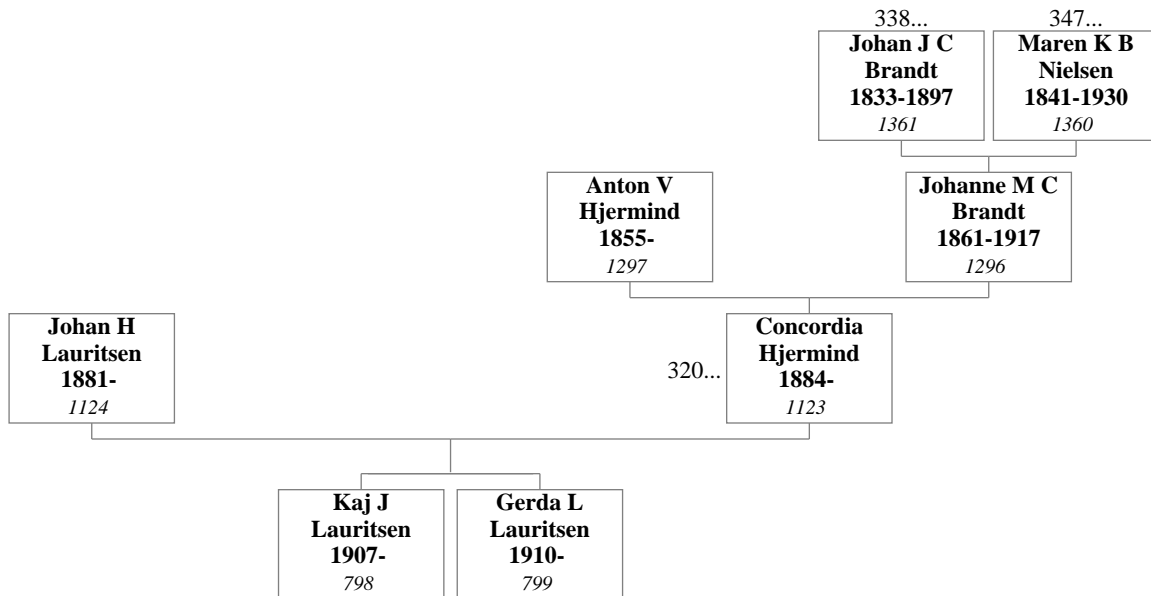 338...
Johan J C
Brandt
1833-1897
1361
347...
Maren K B
Nielsen
1841-1930
1360
Anton V
Hjermind
1855-
1297
Johanne M C
Brandt
1861-1917
1296
Johan H
Lauritsen
1881-
1124
320...
Concordia
Hjermind
1884-
1123
Kaj J
Lauritsen
1907-
798
Gerda L
Lauritsen
1910-
799